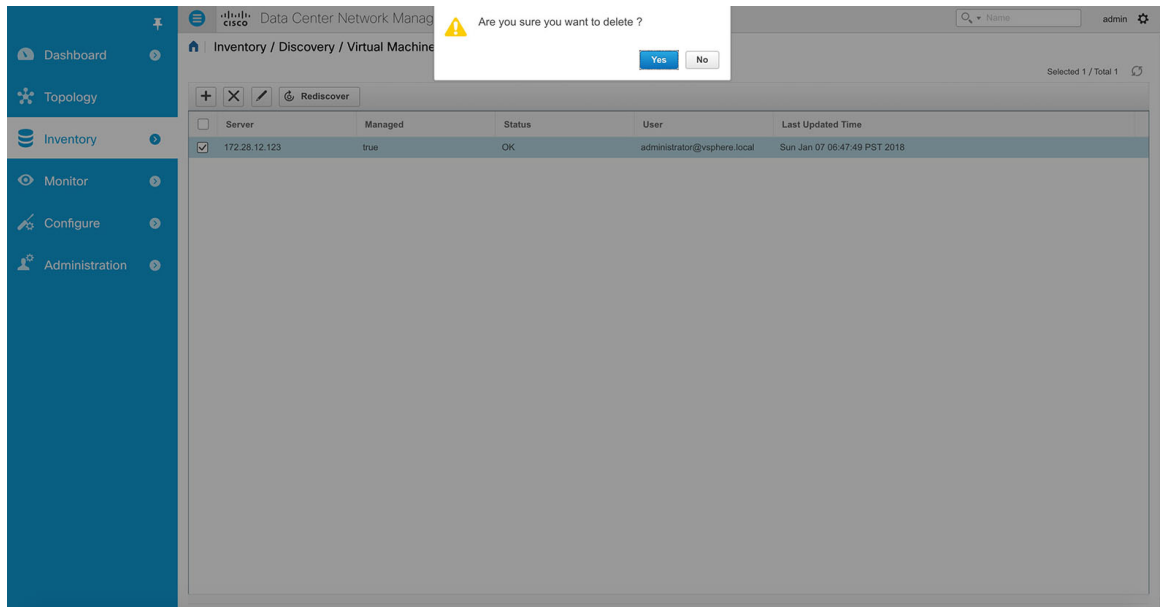 cisco Data Center Network Manag
Are you sure you want to delete ?
Yes No
Name
admin
Inventory / Discovery / Virtual Machine
Selected 1 / Total 1
Dashboard
Topology
Inventory
Monitor
Configure
Administration
Rediscover
Server Managed Status User Last Updated Time
172.28.12.123 true OK administrator@vsphere.local Sun Jan 07 06:47:49 PST 2018